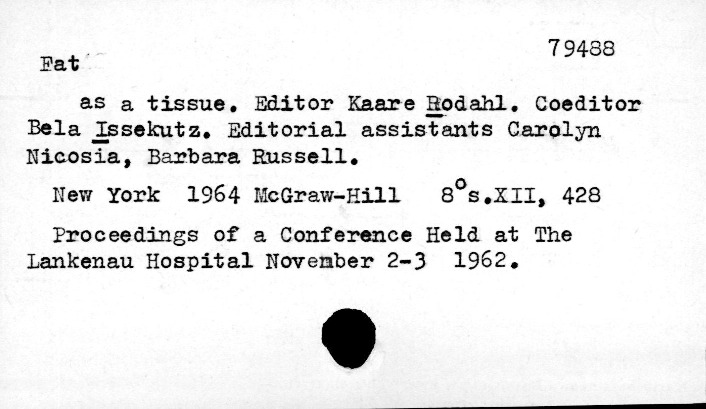 79488
Fat
as a tissue. Editor Kaare Rodahl. Coeditor
Bela Issekutz. Editorial assistants Carolyn
Nicosia, Barbara Russell.
New York 1964 McGraw-Hill 8°s.XII, 428
Proceedings of a Conference Held at The
Lankenau Hospital November 2-3 1962.